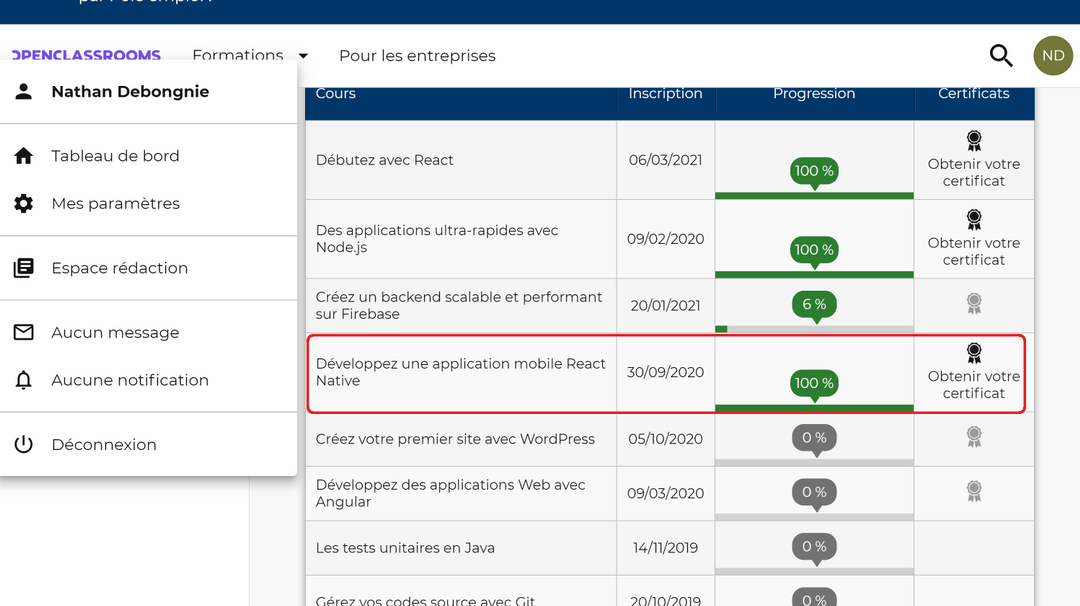 par Pôle emploi.
OPENCLASSROOMS Formations Pour les entreprises ND
Nathan Debongnie
Tableau de bord
Mes paramètres
Espace rédaction
Aucun message
Aucune notification
Déconnexion
Cours Inscription Progression Certificats
Débutez avec React 06/03/2021 100 % Obtenir votre
certificat
Des applications ultra-rapides avec
Node.js 09/02/2020 100 % Obtenir votre
certificat
Créez un backend scalable et performant
sur Firebase 20/01/2021 6 %
Développez une application mobile React
Native 30/09/2020 100 % Obtenir votre
certificat
Créez votre premier site avec WordPress 05/10/2020 0 %
Développez des applications Web avec
Angular 09/03/2020 0 %
Les tests unitaires en Java 14/11/2019 0 %
Gérez vos codes source avec Git 20/10/2019 0 %